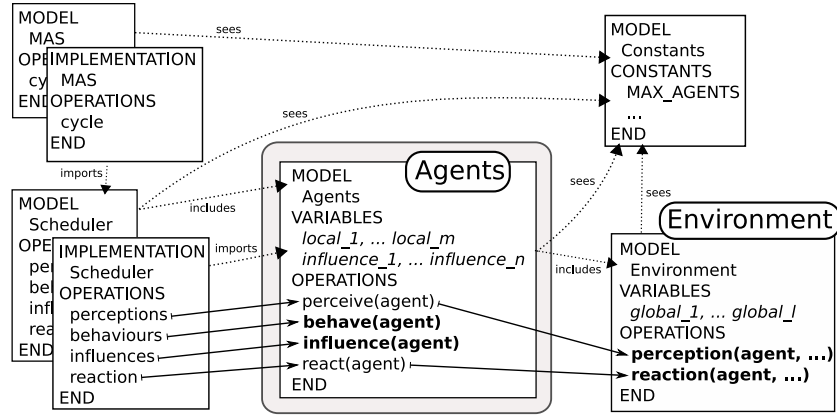 MODEL
MAS
OPE
cy
END
IMPLEMENTATION
MAS
OPERATIONS
cycle
END
sees
MODEL
Constants
CONSTANTS
MAX_AGENTS
...
END
imports
sees
MODEL
Scheduler
OPE
per
beh
infl
rea
END
IMPLEMENTATION
Scheduler
OPERATIONS
perceptions
behaviours
influences
reaction
END
includes
imports
Agents
MODEL
Agents
VARIABLES
local_1, ... local_m
influence_1, ... influence_n
OPERATIONS
perceive(agent)
behave(agent)
influence(agent)
react(agent)
END
sees
includes
sees
Environment
MODEL
Environment
VARIABLES
global_1, ... global_l
OPERATIONS
perception(agent, ...)
reaction(agent, ...)
END